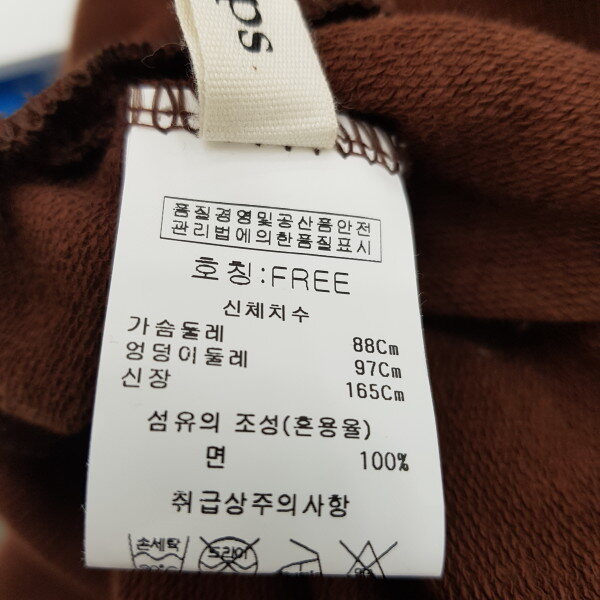 sd
품질경영및공산품안전
관리법에의한품질표시
호칭:FREE
신체치수
가슴둘레 88Cm
엉덩이둘레 97Cm
신장 165Cm
섬유의 조성(혼용율)
면 100%
취급상주의사항
손세탁 드라이